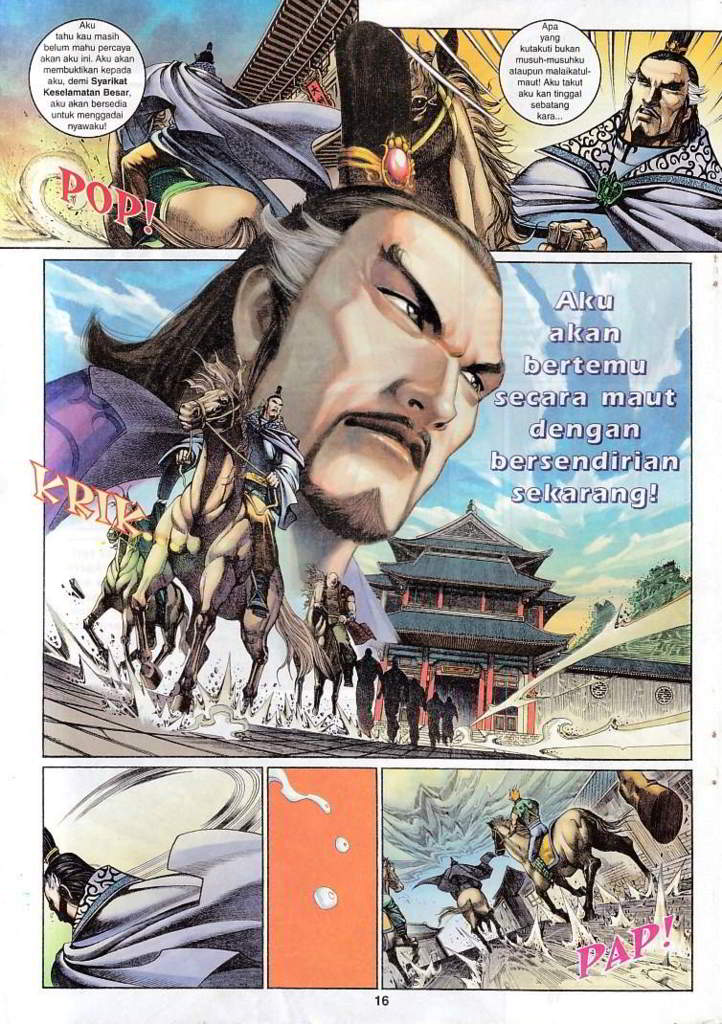 Aku
tahu kau masih
belum mahu percaya
akan aku ini. Aku akan
membuktikan kepada
aku, demi Syarikat
Keselamatan Besar,
aku akan bersedia
untuk menggadai
nyawaku!
Apa
yang
kutakuti bukan
musuh-musuhku
ataupun malaikatul-
maut! Aku takut
aku kan tinggal
sebatang
kara...
POP!
Aku
akan
bertemu
secara maut
dengan
bersendirian
sekarang!
KRIK
PAP!
16